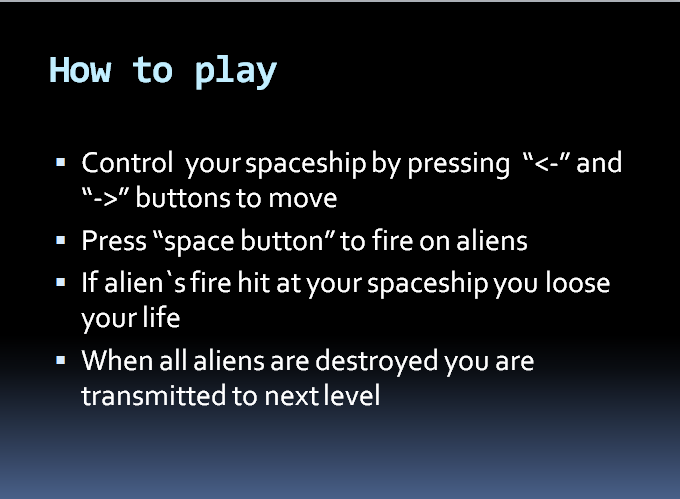 How to play
▪ Control your spaceship by pressing “<-” and
“->” buttons to move
▪ Press “space button” to fire on aliens
▪ If alien`s fire hit at your spaceship you loose
your life
▪ When all aliens are destroyed you are
transmitted to next level